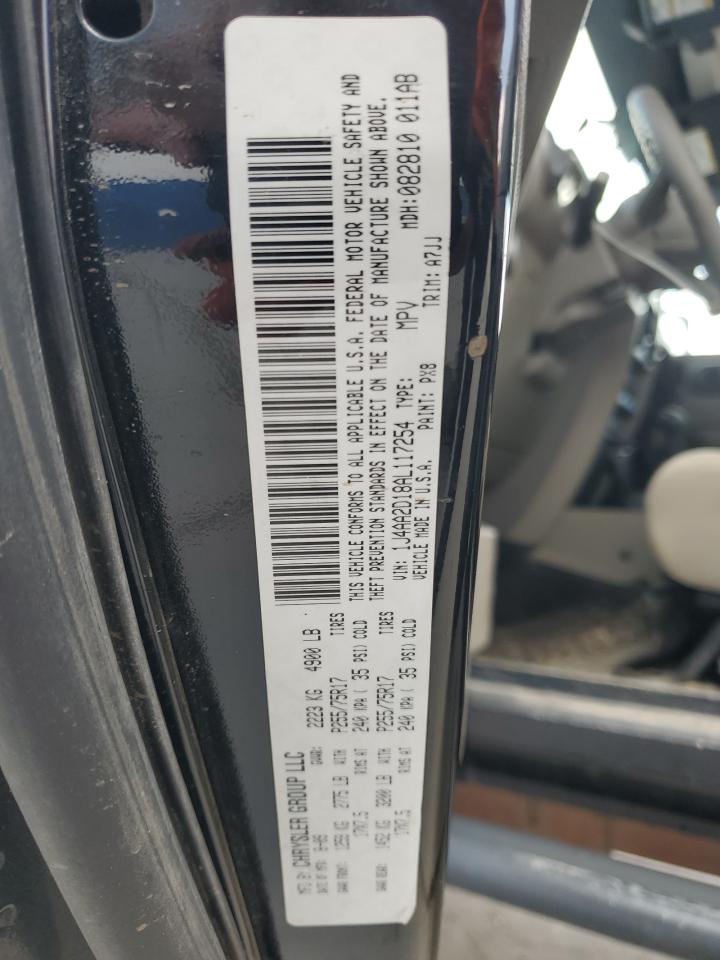 MFD BY: CHRYSLER GROUP LLC
DATE OF MFR: 8-09 GVWR: 2223 KG 4900 LB
GAWR FRONT: 1259 KG 2775 LB WITH P255/75R17 TIRES
17X7.5 RIMS AT 240 KPA ( 35 PSI) COLD
GAWR REAR: 1452 KG 3200 LB WITH P255/75R17 TIRES
17X7.5 RIMS AT 240 KPA ( 35 PSI) COLD
THIS VEHICLE CONFORMS TO ALL APPLICABLE U.S.A. FEDERAL MOTOR VEHICLE SAFETY AND
THEFT PREVENTION STANDARDS IN EFFECT ON THE DATE OF MANUFACTURE SHOWN ABOVE.
VIN: 1J4AA2D18AL117254 TYPE: MPV MDH: 082810 011AB
VEHICLE MADE IN U.S.A. PAINT: PX8 TRIM: A7JJ